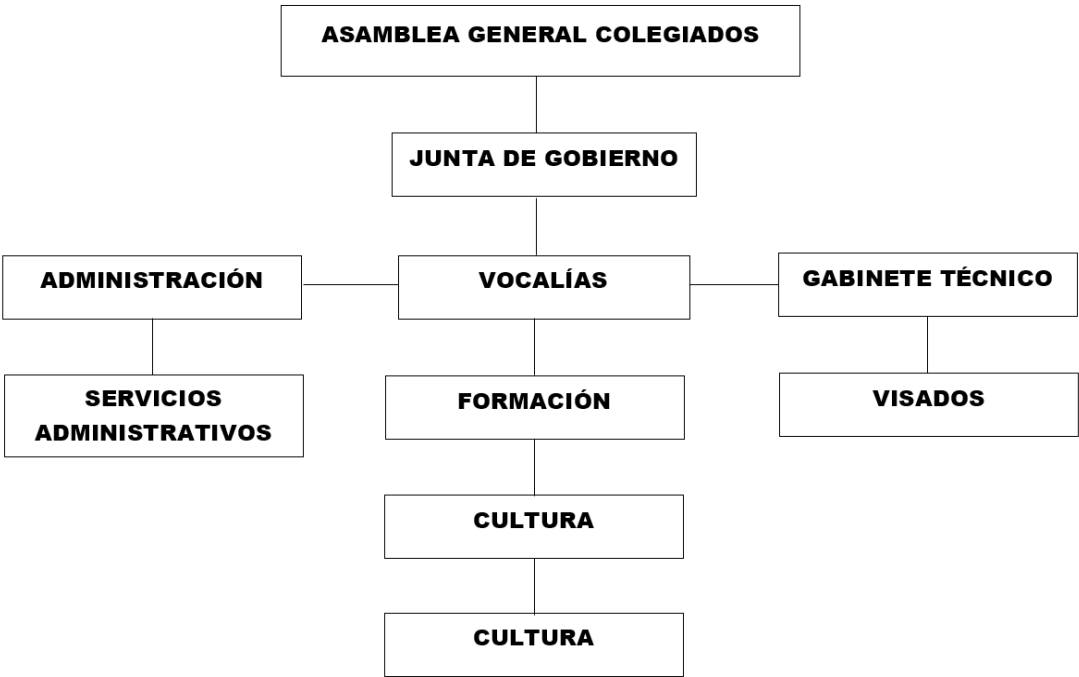 ASAMBLEA GENERAL COLEGIADOS
JUNTA DE GOBIERNO
ADMINISTRACIÓN
VOCALÍAS
GABINETE TÉCNICO
SERVICIOS
ADMINISTRATIVOS
FORMACIÓN
VISADOS
CULTURA
CULTURA